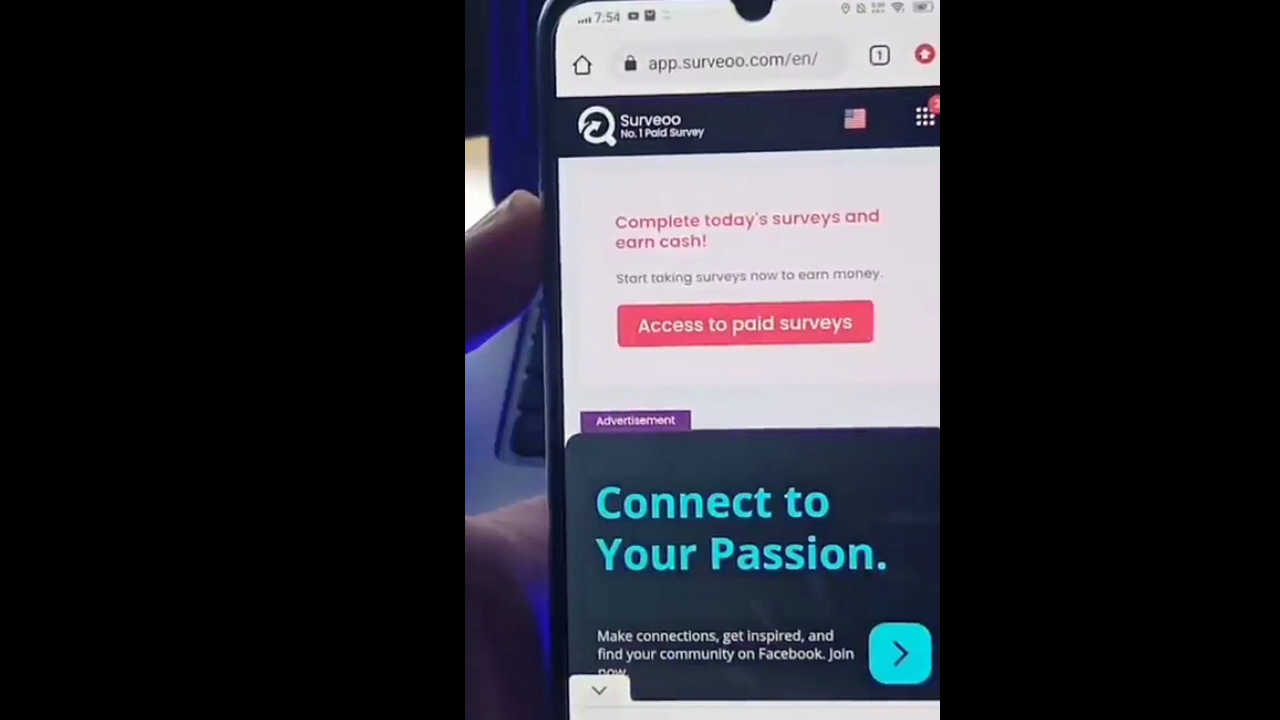 7:54
app.surveoo.com/en/
1
Surveoo
No. 1 Paid Survey
Complete today's surveys and
earn cash!
Start taking surveys now to earn money.
Access to paid surveys
Advertisement
Connect to
Your Passion.
Make connections, get inspired, and
find your community on Facebook. Join
now